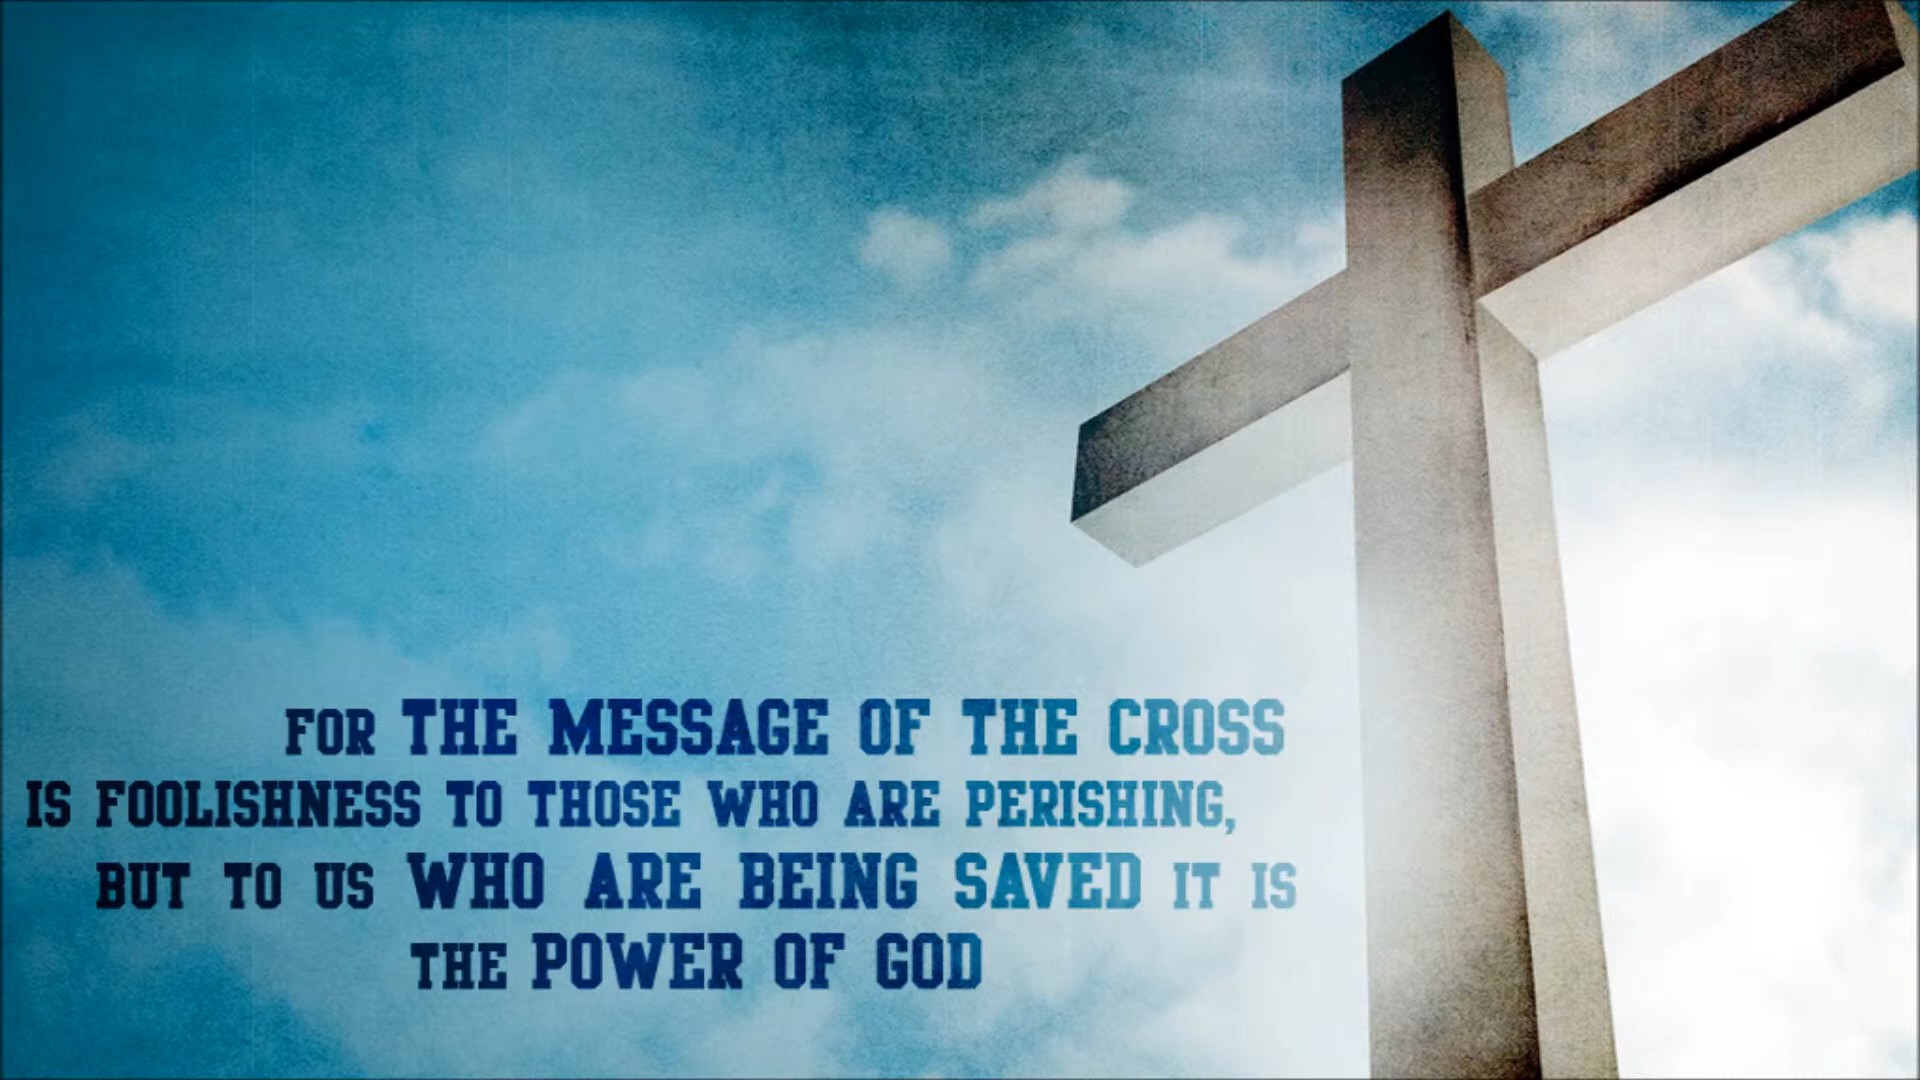 FOR THE MESSAGE OF THE CROSS
IS FOOLISHNESS TO THOSE WHO ARE PERISHING,
BUT TO US WHO ARE BEING SAVED IT IS
THE POWER OF GOD